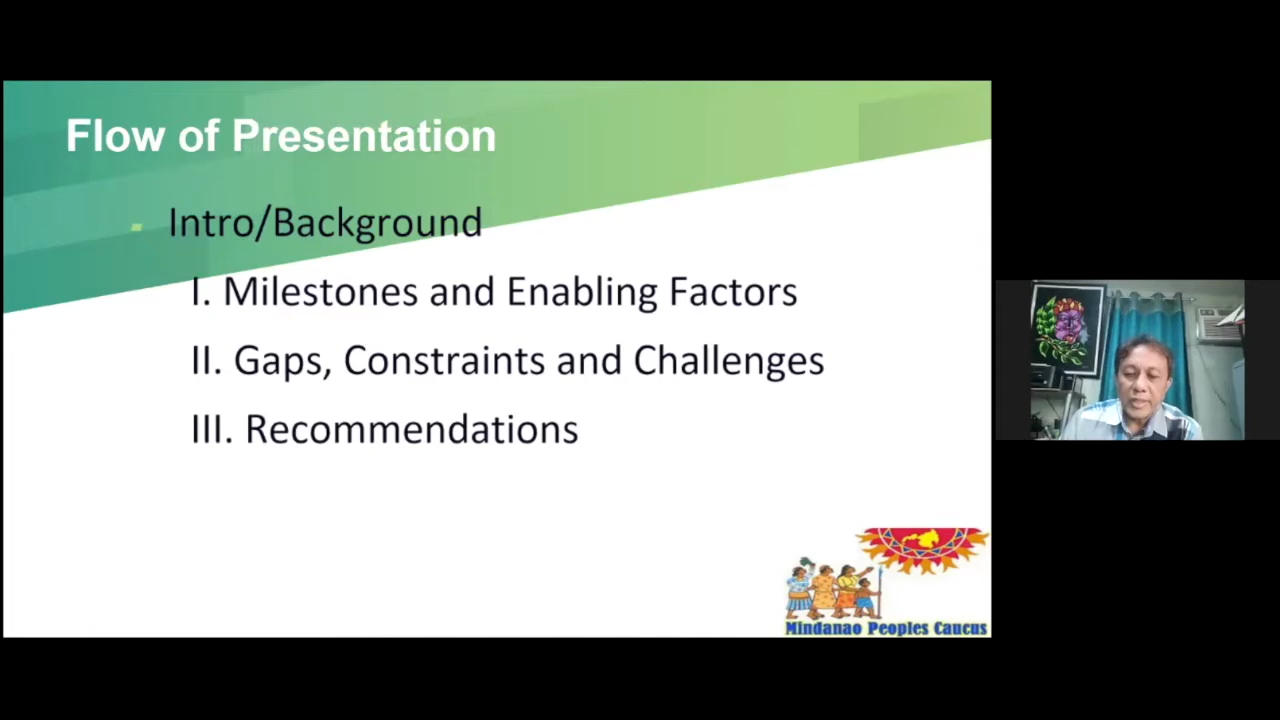 Flow of Presentation
Intro/Background
I. Milestones and Enabling Factors
II. Gaps, Constraints and Challenges
III. Recommendations
Mindanao Peoples Caucus